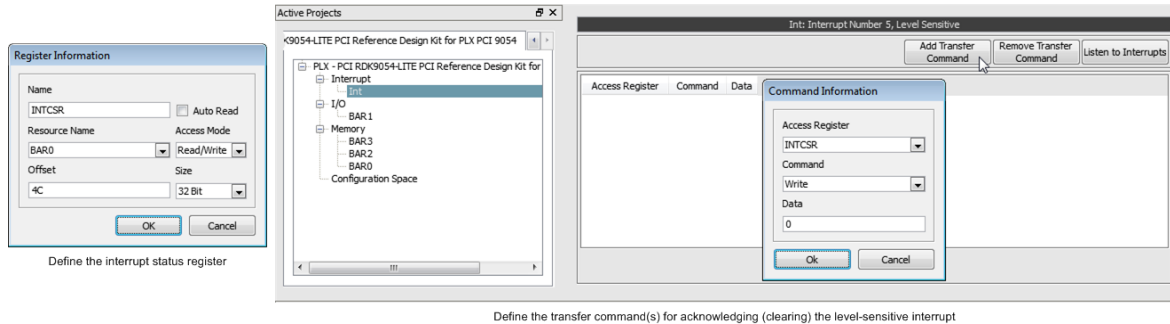 Register Information
Name
INTCSR
Auto Read
Resource Name
Access Mode
BAR0
Read/Write
Offset
Size
4C
32 Bit
OK
Cancel
Define the interrupt status register
Active Projects
K9054-LITE PCI Reference Design Kit for PLX PCI 9054
PLX - PCI RDK9054-LITE PCI Reference Design Kit for
Interrupt
Int
I/O
BAR1
Memory
BAR3
BAR2
BAR0
Configuration Space
Int: Interrupt Number 5, Level Sensitive
Add Transfer
Command
Remove Transfer
Command
Listen to Interrupts
Access Register
Command
Data
Command Information
Access Register
INTCSR
Command
Write
Data
0
Ok
Cancel
Define the transfer command(s) for acknowledging (clearing) the level-sensitive interrupt